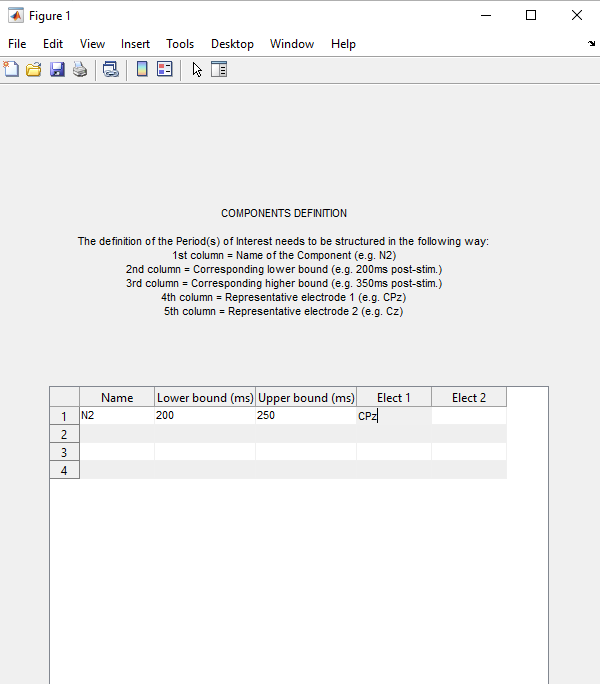 Figure 1
File Edit View Insert Tools Desktop Window Help
COMPONENTS DEFINITION
The definition of the Period(s) of Interest needs to be structured in the following way:
1st column = Name of the Component (e.g. N2)
2nd column = Corresponding lower bound (e.g. 200ms post-stim.)
3rd column = Corresponding higher bound (e.g. 350ms post-stim.)
4th column = Representative electrode 1 (e.g. CPz)
5th column = Representative electrode 2 (e.g. Cz)
Name Lower bound (ms) Upper bound (ms) Elect 1 Elect 2
1 N2 200 250 CPz
2
3
4